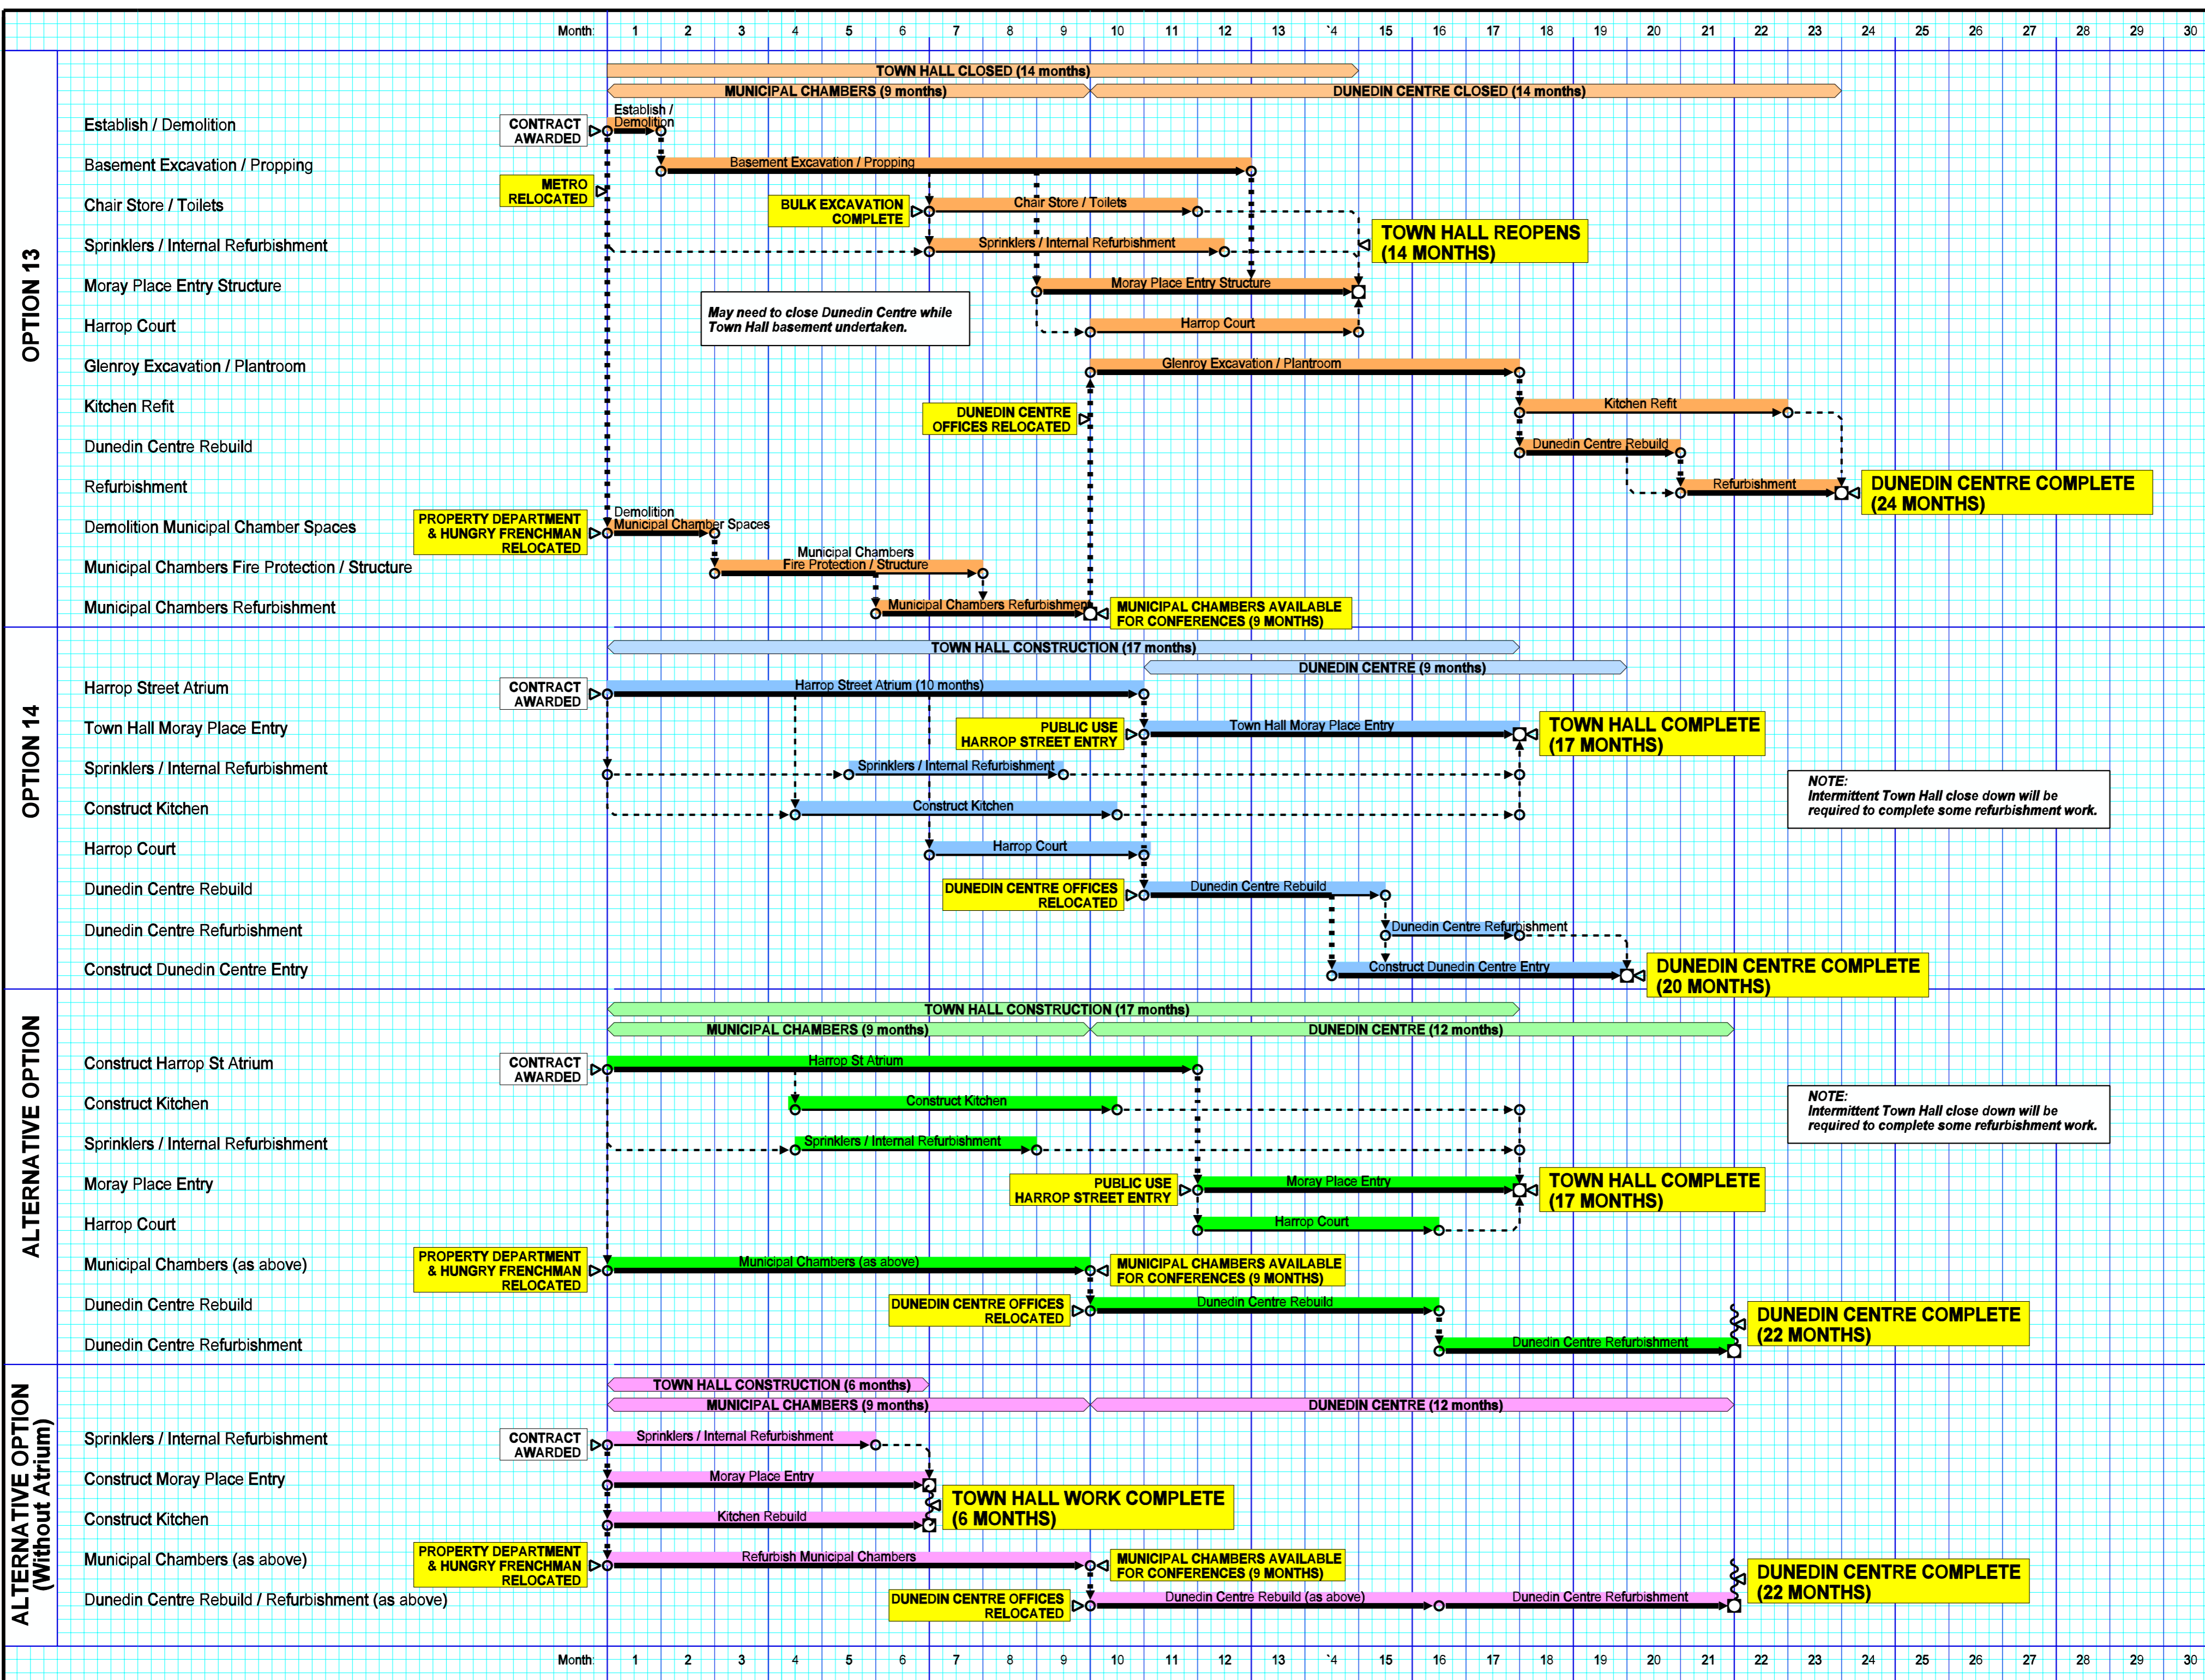 Month: 1 2 3 4 5 6 7 8 9 10 11 12 13 `4 15 16 17 18 19 20 21 22 23 24 25 26 27 28 29 30
OPTION 13
TOWN HALL CLOSED (14 months)
MUNICIPAL CHAMBERS (9 months) DUNEDIN CENTRE CLOSED (14 months)
Establish / Demolition
CONTRACT
AWARDED
Establish /
Demolition
Basement Excavation / Propping
Basement Excavation / Propping
METRO
RELOCATED
Chair Store / Toilets
BULK EXCAVATION
COMPLETE
Chair Store / Toilets
Sprinklers / Internal Refurbishment
Sprinklers / Internal Refurbishment
TOWN HALL REOPENS
(14 MONTHS)
Moray Place Entry Structure
Moray Place Entry Structure
May need to close Dunedin Centre while
Town Hall basement undertaken.
Harrop Court
Harrop Court
Glenroy Excavation / Plantroom
Glenroy Excavation / Plantroom
Kitchen Refit
Kitchen Refit
DUNEDIN CENTRE
OFFICES RELOCATED
Dunedin Centre Rebuild
Dunedin Centre Rebuild
Refurbishment
Refurbishment
DUNEDIN CENTRE COMPLETE
(24 MONTHS)
Demolition Municipal Chamber Spaces
PROPERTY DEPARTMENT
& HUNGRY FRENCHMAN
RELOCATED
Demolition
Municipal Chamber Spaces
Municipal Chambers Fire Protection / Structure
Municipal Chambers
Fire Protection / Structure
Municipal Chambers Refurbishment
Municipal Chambers Refurbishment
MUNICIPAL CHAMBERS AVAILABLE
FOR CONFERENCES (9 MONTHS)
OPTION 14
TOWN HALL CONSTRUCTION (17 months)
DUNEDIN CENTRE (9 months)
Harrop Street Atrium
CONTRACT
AWARDED
Harrop Street Atrium (10 months)
Town Hall Moray Place Entry
PUBLIC USE
HARROP STREET ENTRY
Town Hall Moray Place Entry
TOWN HALL COMPLETE
(17 MONTHS)
Sprinklers / Internal Refurbishment
Sprinklers / Internal Refurbishment
NOTE:
Intermittent Town Hall close down will be
required to complete some refurbishment work.
Construct Kitchen
Construct Kitchen
Harrop Court
Harrop Court
Dunedin Centre Rebuild
DUNEDIN CENTRE OFFICES
RELOCATED
Dunedin Centre Rebuild
Dunedin Centre Refurbishment
Dunedin Centre Refurbishment
Construct Dunedin Centre Entry
Construct Dunedin Centre Entry
DUNEDIN CENTRE COMPLETE
(20 MONTHS)
ALTERNATIVE OPTION
TOWN HALL CONSTRUCTION (17 months)
MUNICIPAL CHAMBERS (9 months) DUNEDIN CENTRE (12 months)
Construct Harrop St Atrium
CONTRACT
AWARDED
Harrop St Atrium
Construct Kitchen
Construct Kitchen
NOTE:
Intermittent Town Hall close down will be
required to complete some refurbishment work.
Sprinklers / Internal Refurbishment
Sprinklers / Internal Refurbishment
Moray Place Entry
PUBLIC USE
HARROP STREET ENTRY
Moray Place Entry
TOWN HALL COMPLETE
(17 MONTHS)
Harrop Court
Harrop Court
Municipal Chambers (as above)
PROPERTY DEPARTMENT
& HUNGRY FRENCHMAN
RELOCATED
Municipal Chambers (as above)
MUNICIPAL CHAMBERS AVAILABLE
FOR CONFERENCES (9 MONTHS)
Dunedin Centre Rebuild
DUNEDIN CENTRE OFFICES
RELOCATED
Dunedin Centre Rebuild
DUNEDIN CENTRE COMPLETE
(22 MONTHS)
Dunedin Centre Refurbishment
Dunedin Centre Refurbishment
ALTERNATIVE OPTION
(Without Atrium)
TOWN HALL CONSTRUCTION (6 months)
MUNICIPAL CHAMBERS (9 months) DUNEDIN CENTRE (12 months)
Sprinklers / Internal Refurbishment
CONTRACT
AWARDED
Sprinklers / Internal Refurbishment
Construct Moray Place Entry
Moray Place Entry
TOWN HALL WORK COMPLETE
(6 MONTHS)
Construct Kitchen
Kitchen Rebuild
Municipal Chambers (as above)
PROPERTY DEPARTMENT
& HUNGRY FRENCHMAN
RELOCATED
Refurbish Municipal Chambers
MUNICIPAL CHAMBERS AVAILABLE
FOR CONFERENCES (9 MONTHS)
DUNEDIN CENTRE COMPLETE
(22 MONTHS)
Dunedin Centre Rebuild / Refurbishment (as above)
DUNEDIN CENTRE OFFICES
RELOCATED
Dunedin Centre Rebuild (as above) Dunedin Centre Refurbishment
Month: 1 2 3 4 5 6 7 8 9 10 11 12 13 `4 15 16 17 18 19 20 21 22 23 24 25 26 27 28 29 30